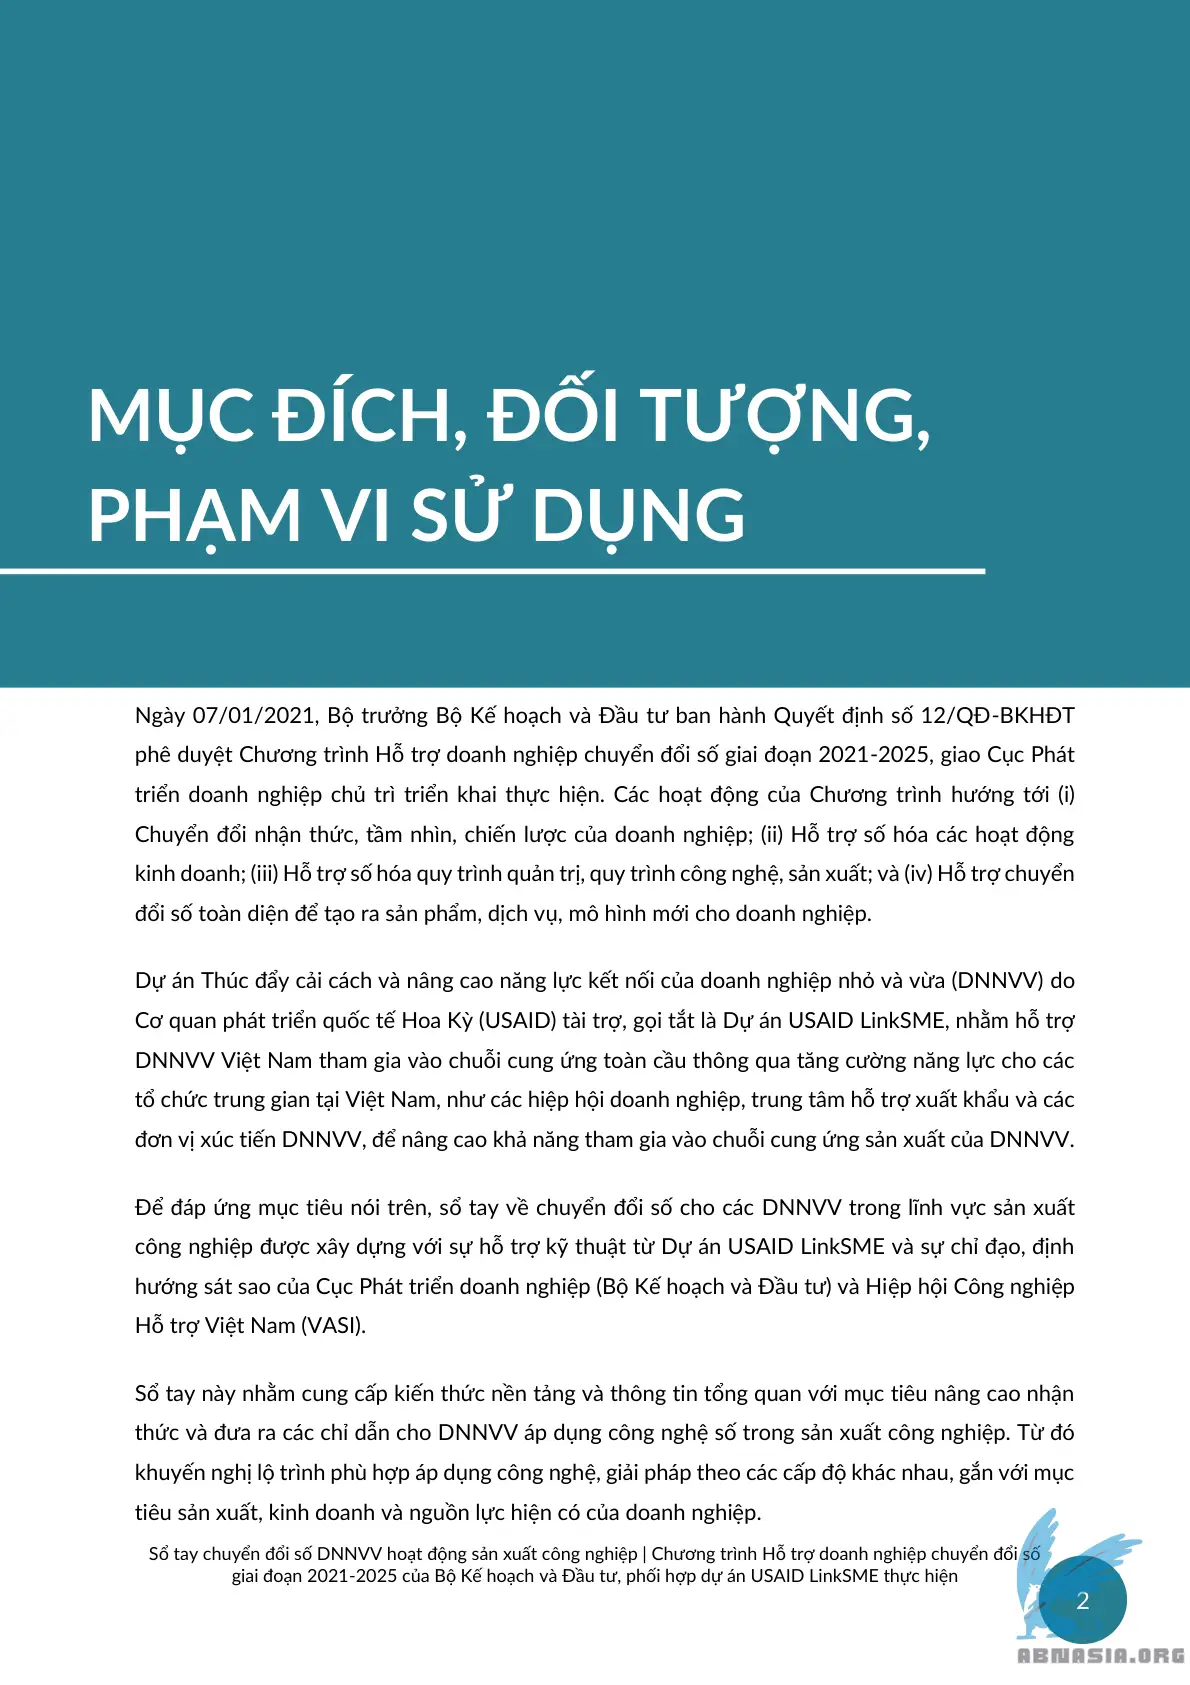 MỤC ĐÍCH, ĐỐI TƯỢNG,
PHẠM VI SỬ DỤNG
Ngày 07/01/2021, Bộ trưởng Bộ Kế hoạch và Đầu tư ban hành Quyết định số 12/QĐ-BKHĐT
phê duyệt Chương trình Hỗ trợ doanh nghiệp chuyển đổi số giai đoạn 2021-2025, giao Cục Phát
triển doanh nghiệp chủ trì triển khai thực hiện. Các hoạt động của Chương trình hướng tới (i)
Chuyển đổi nhận thức, tầm nhìn, chiến lược của doanh nghiệp; (ii) Hỗ trợ số hóa các hoạt động
kinh doanh; (iii) Hỗ trợ số hóa quy trình quản trị, quy trình công nghệ, sản xuất; và (iv) Hỗ trợ chuyển
đổi số toàn diện để tạo ra sản phẩm, dịch vụ, mô hình mới cho doanh nghiệp.
Dự án Thúc đẩy cải cách và nâng cao năng lực kết nối của doanh nghiệp nhỏ và vừa (DNNVV) do
Cơ quan phát triển quốc tế Hoa Kỳ (USAID) tài trợ, gọi tắt là Dự án USAID LinkSME, nhằm hỗ trợ
DNNVV Việt Nam tham gia vào chuỗi cung ứng toàn cầu thông qua tăng cường năng lực cho các
tổ chức trung gian tại Việt Nam, như các hiệp hội doanh nghiệp, trung tâm hỗ trợ xuất khẩu và các
đơn vị xúc tiến DNNVV, để nâng cao khả năng tham gia vào chuỗi cung ứng sản xuất của DNNVV.
Để đáp ứng mục tiêu nói trên, sổ tay về chuyển đổi số cho các DNNVV trong lĩnh vực sản xuất
công nghiệp được xây dựng với sự hỗ trợ kỹ thuật từ Dự án USAID LinkSME và sự chỉ đạo, định
hướng sát sao của Cục Phát triển doanh nghiệp (Bộ Kế hoạch và Đầu tư) và Hiệp hội Công nghiệp
Hỗ trợ Việt Nam (VASI).
Sổ tay này nhằm cung cấp kiến thức nền tảng và thông tin tổng quan với mục tiêu nâng cao nhận
thức và đưa ra các chỉ dẫn cho DNNVV áp dụng công nghệ số trong sản xuất công nghiệp. Từ đó
khuyến nghị lộ trình phù hợp áp dụng công nghệ, giải pháp theo các cấp độ khác nhau, gắn với mục
tiêu sản xuất, kinh doanh và nguồn lực hiện có của doanh nghiệp.
Sổ tay chuyển đổi số DNNVV hoạt động sản xuất công nghiệp | Chương trình Hỗ trợ doanh nghiệp chuyển đổi số
giai đoạn 2021-2025 của Bộ Kế hoạch và Đầu tư, phối hợp dự án USAID LinkSME thực hiện
2
ABNASIA.ORG